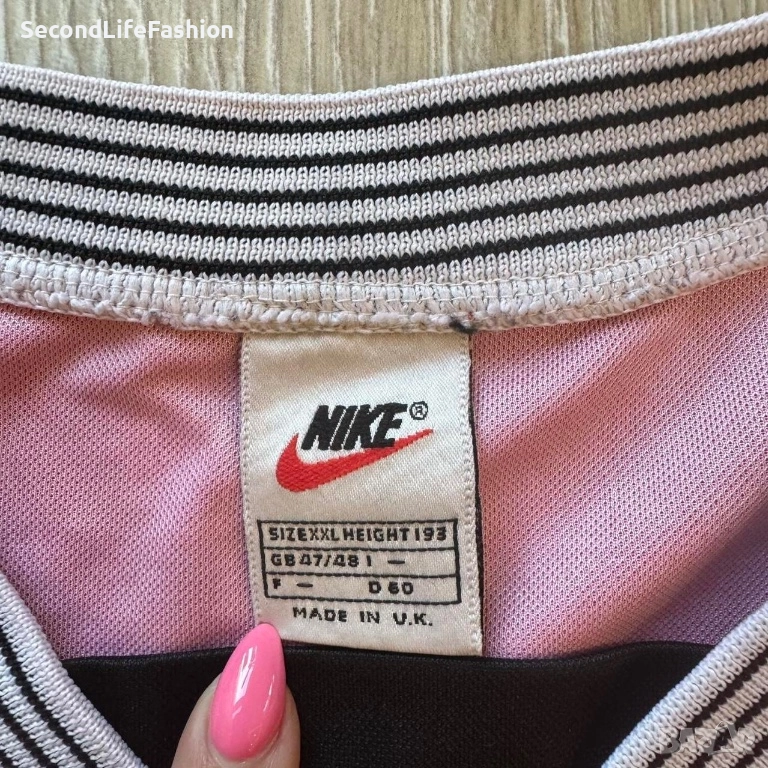 SecondLifeFashion
NIKE®
SIZE XXL HEIGHT 193
GB 47/48 I —
F — D 60
MADE IN U.K.